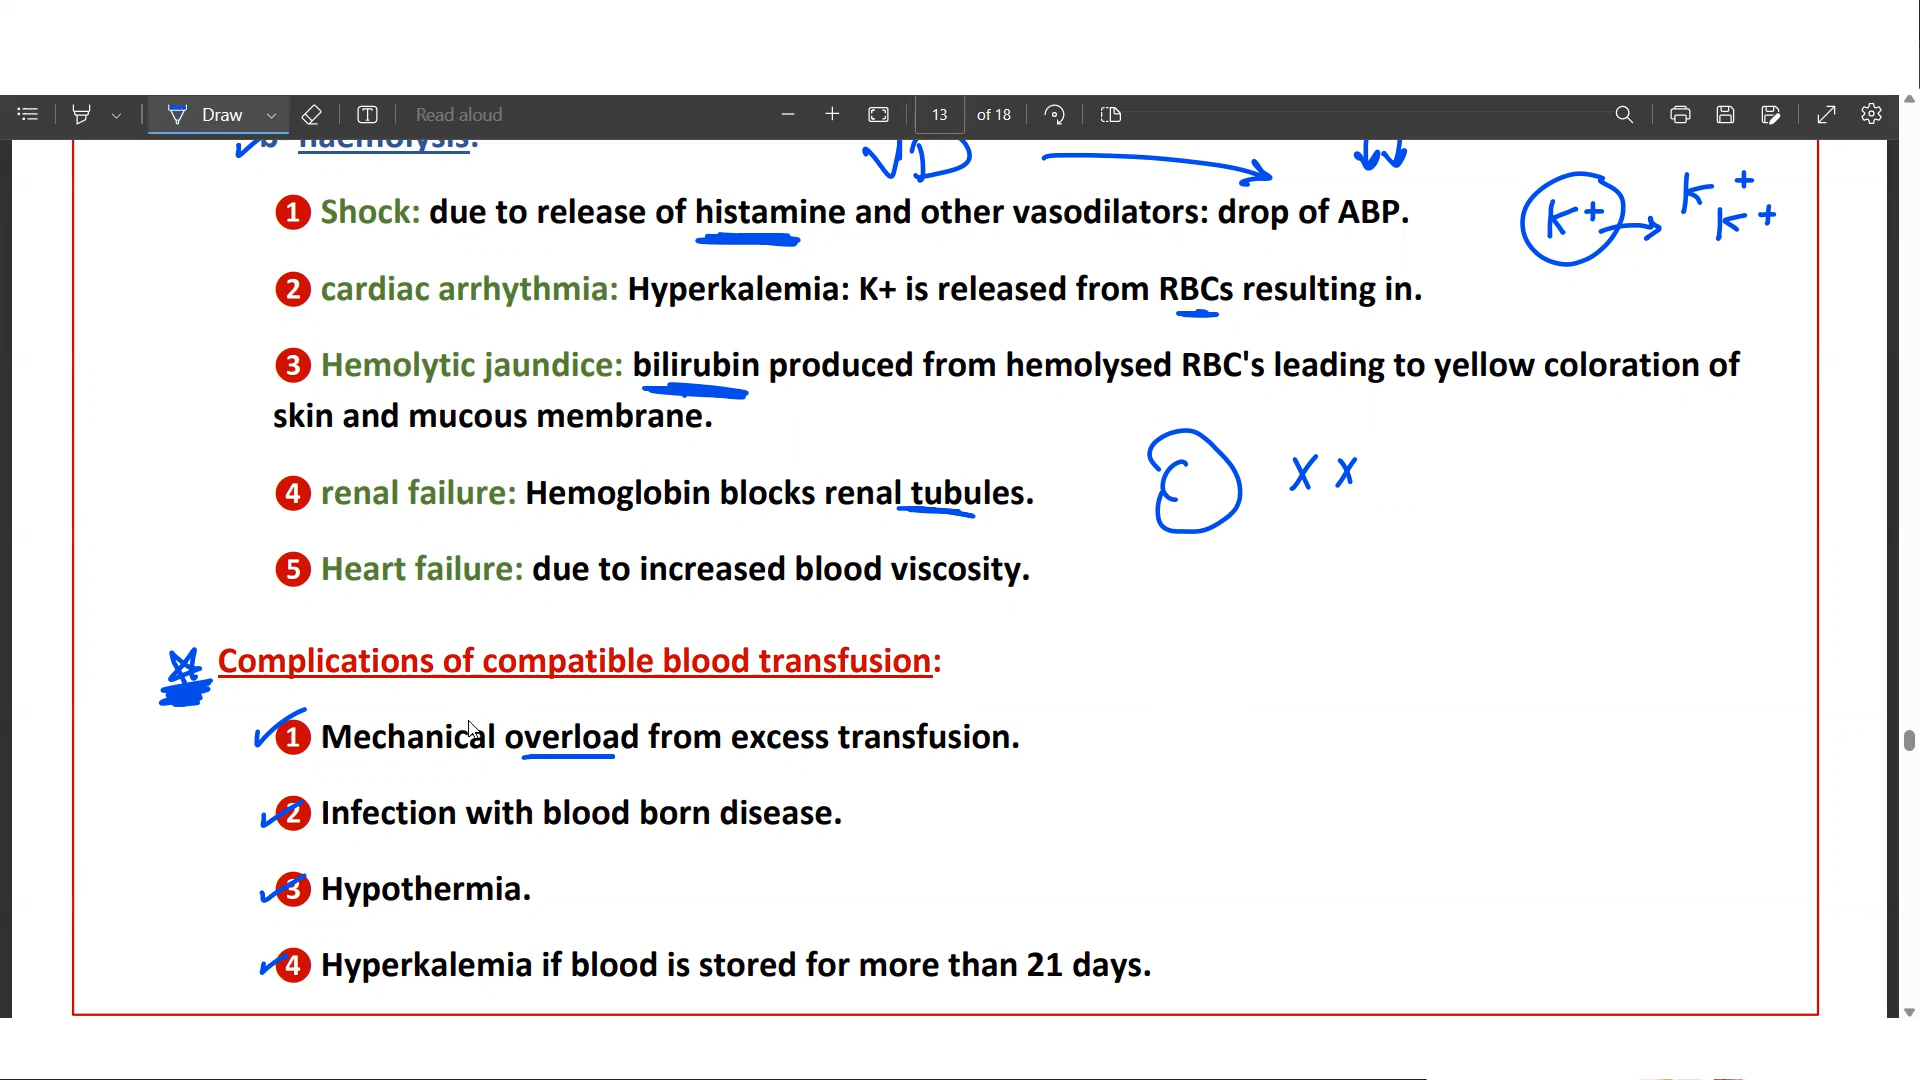 Draw
Read aloud
13 of 18
b haemolysis:
VD
1 Shock: due to release of histamine and other vasodilators: drop of ABP.
K+ K+
K+
2 cardiac arrhythmia: Hyperkalemia: K+ is released from RBCs resulting in.
3 Hemolytic jaundice: bilirubin produced from hemolysed RBC's leading to yellow coloration of
skin and mucous membrane.
X X
4 renal failure: Hemoglobin blocks renal tubules.
5 Heart failure: due to increased blood viscosity.
Complications of compatible blood transfusion:
1 Mechanical overload from excess transfusion.
2 Infection with blood born disease.
3 Hypothermia.
4 Hyperkalemia if blood is stored for more than 21 days.